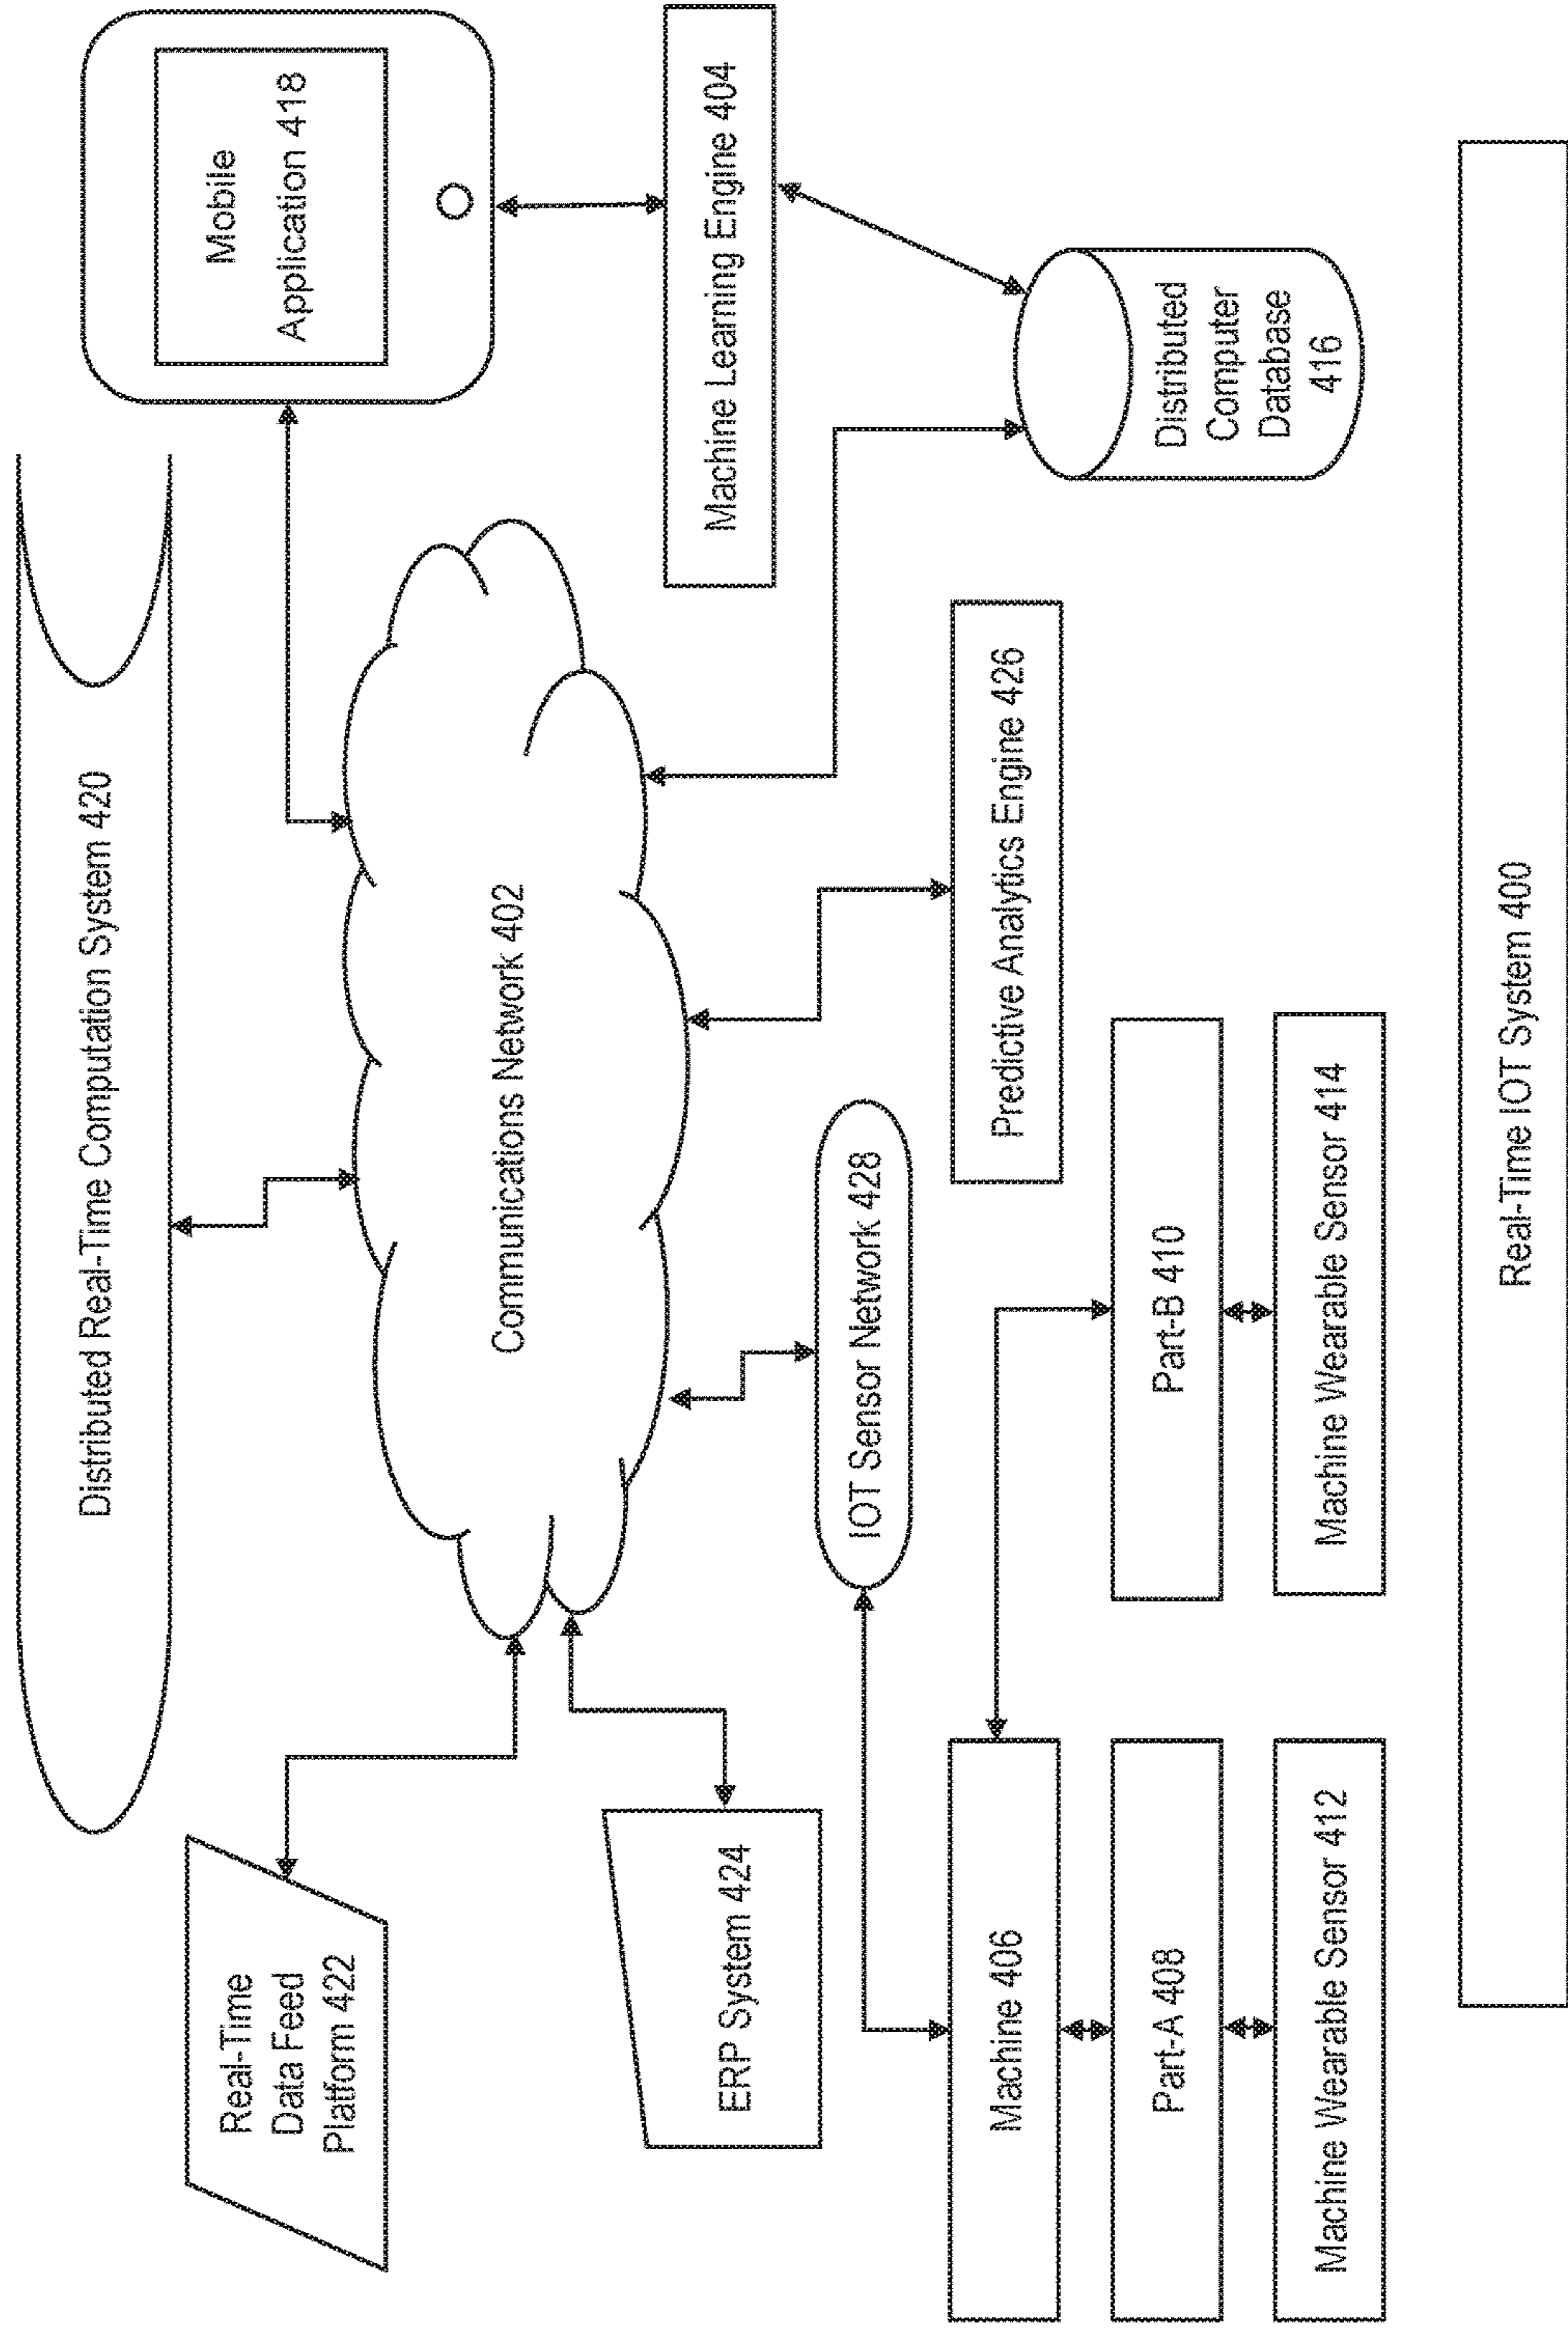 Distributed Real-Time Computation System 420
Real-Time
Data Feed
Platform 422
Mobile
Application 418
Communications Network 402
ERP System 424
Machine Learning Engine 404
IOT Sensor Network 428
Machine 406
Predictive Analytics Engine 426
Part-A 408
Part-B 410
Distributed
Computer
Database
416
Machine Wearable Sensor 412
Machine Wearable Sensor 414
Real-Time IOT System 400